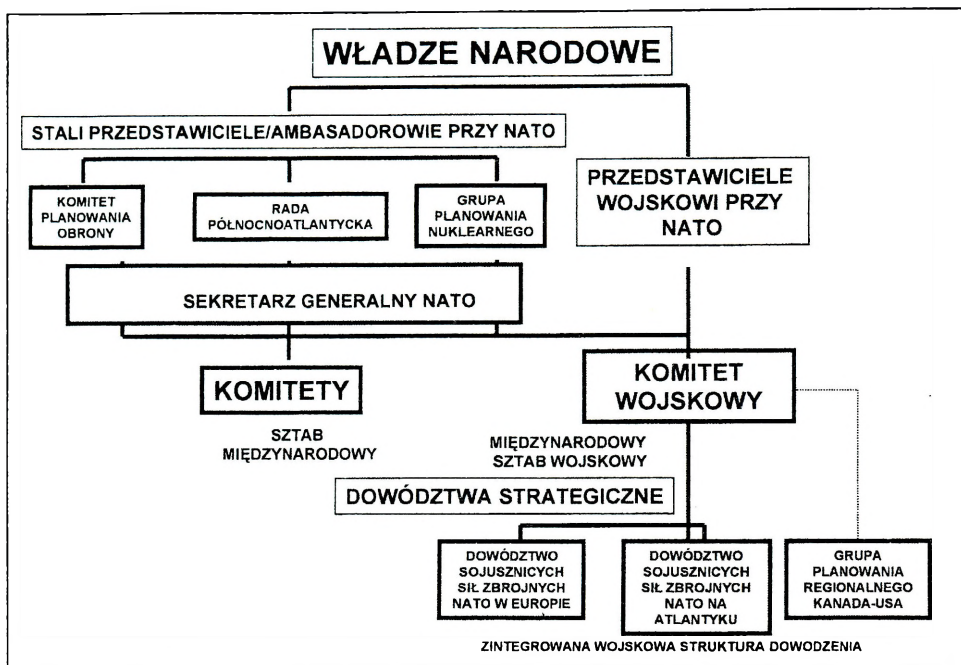 WŁADZE NARODOWE
STALI PRZEDSTAWICIELE/AMBASADOROWIE PRZY NATO
KOMITET
PLANOWANIA
OBRONY
RADA
PÓŁNOCNOATLANTYCKA
GRUPA
PLANOWANIA
NUKLEARNEGO
PRZEDSTAWICIELE
WOJSKOWI PRZY
NATO
SEKRETARZ GENERALNY NATO
KOMITETY
KOMITET
WOJSKOWY
SZTAB
MIĘDZYNARODOWY
MIĘDZYNARODOWY
SZTAB WOJSKOWY
DOWÓDZTWA STRATEGICZNE
DOWÓDZTWO
SOJUSZNICYCH
SIŁ ZBROJNYCH
NATO W EUROPIE
DOWÓDZTWO
SOJUSZNICYCH
SIŁ ZBROJNYCH
NATO NA
ATLANTYKU
GRUPA
PLANOWANIA
REGIONALNEGO
KANADA-USA
ZINTEGROWANA WOJSKOWA STRUKTURA DOWODZENIA